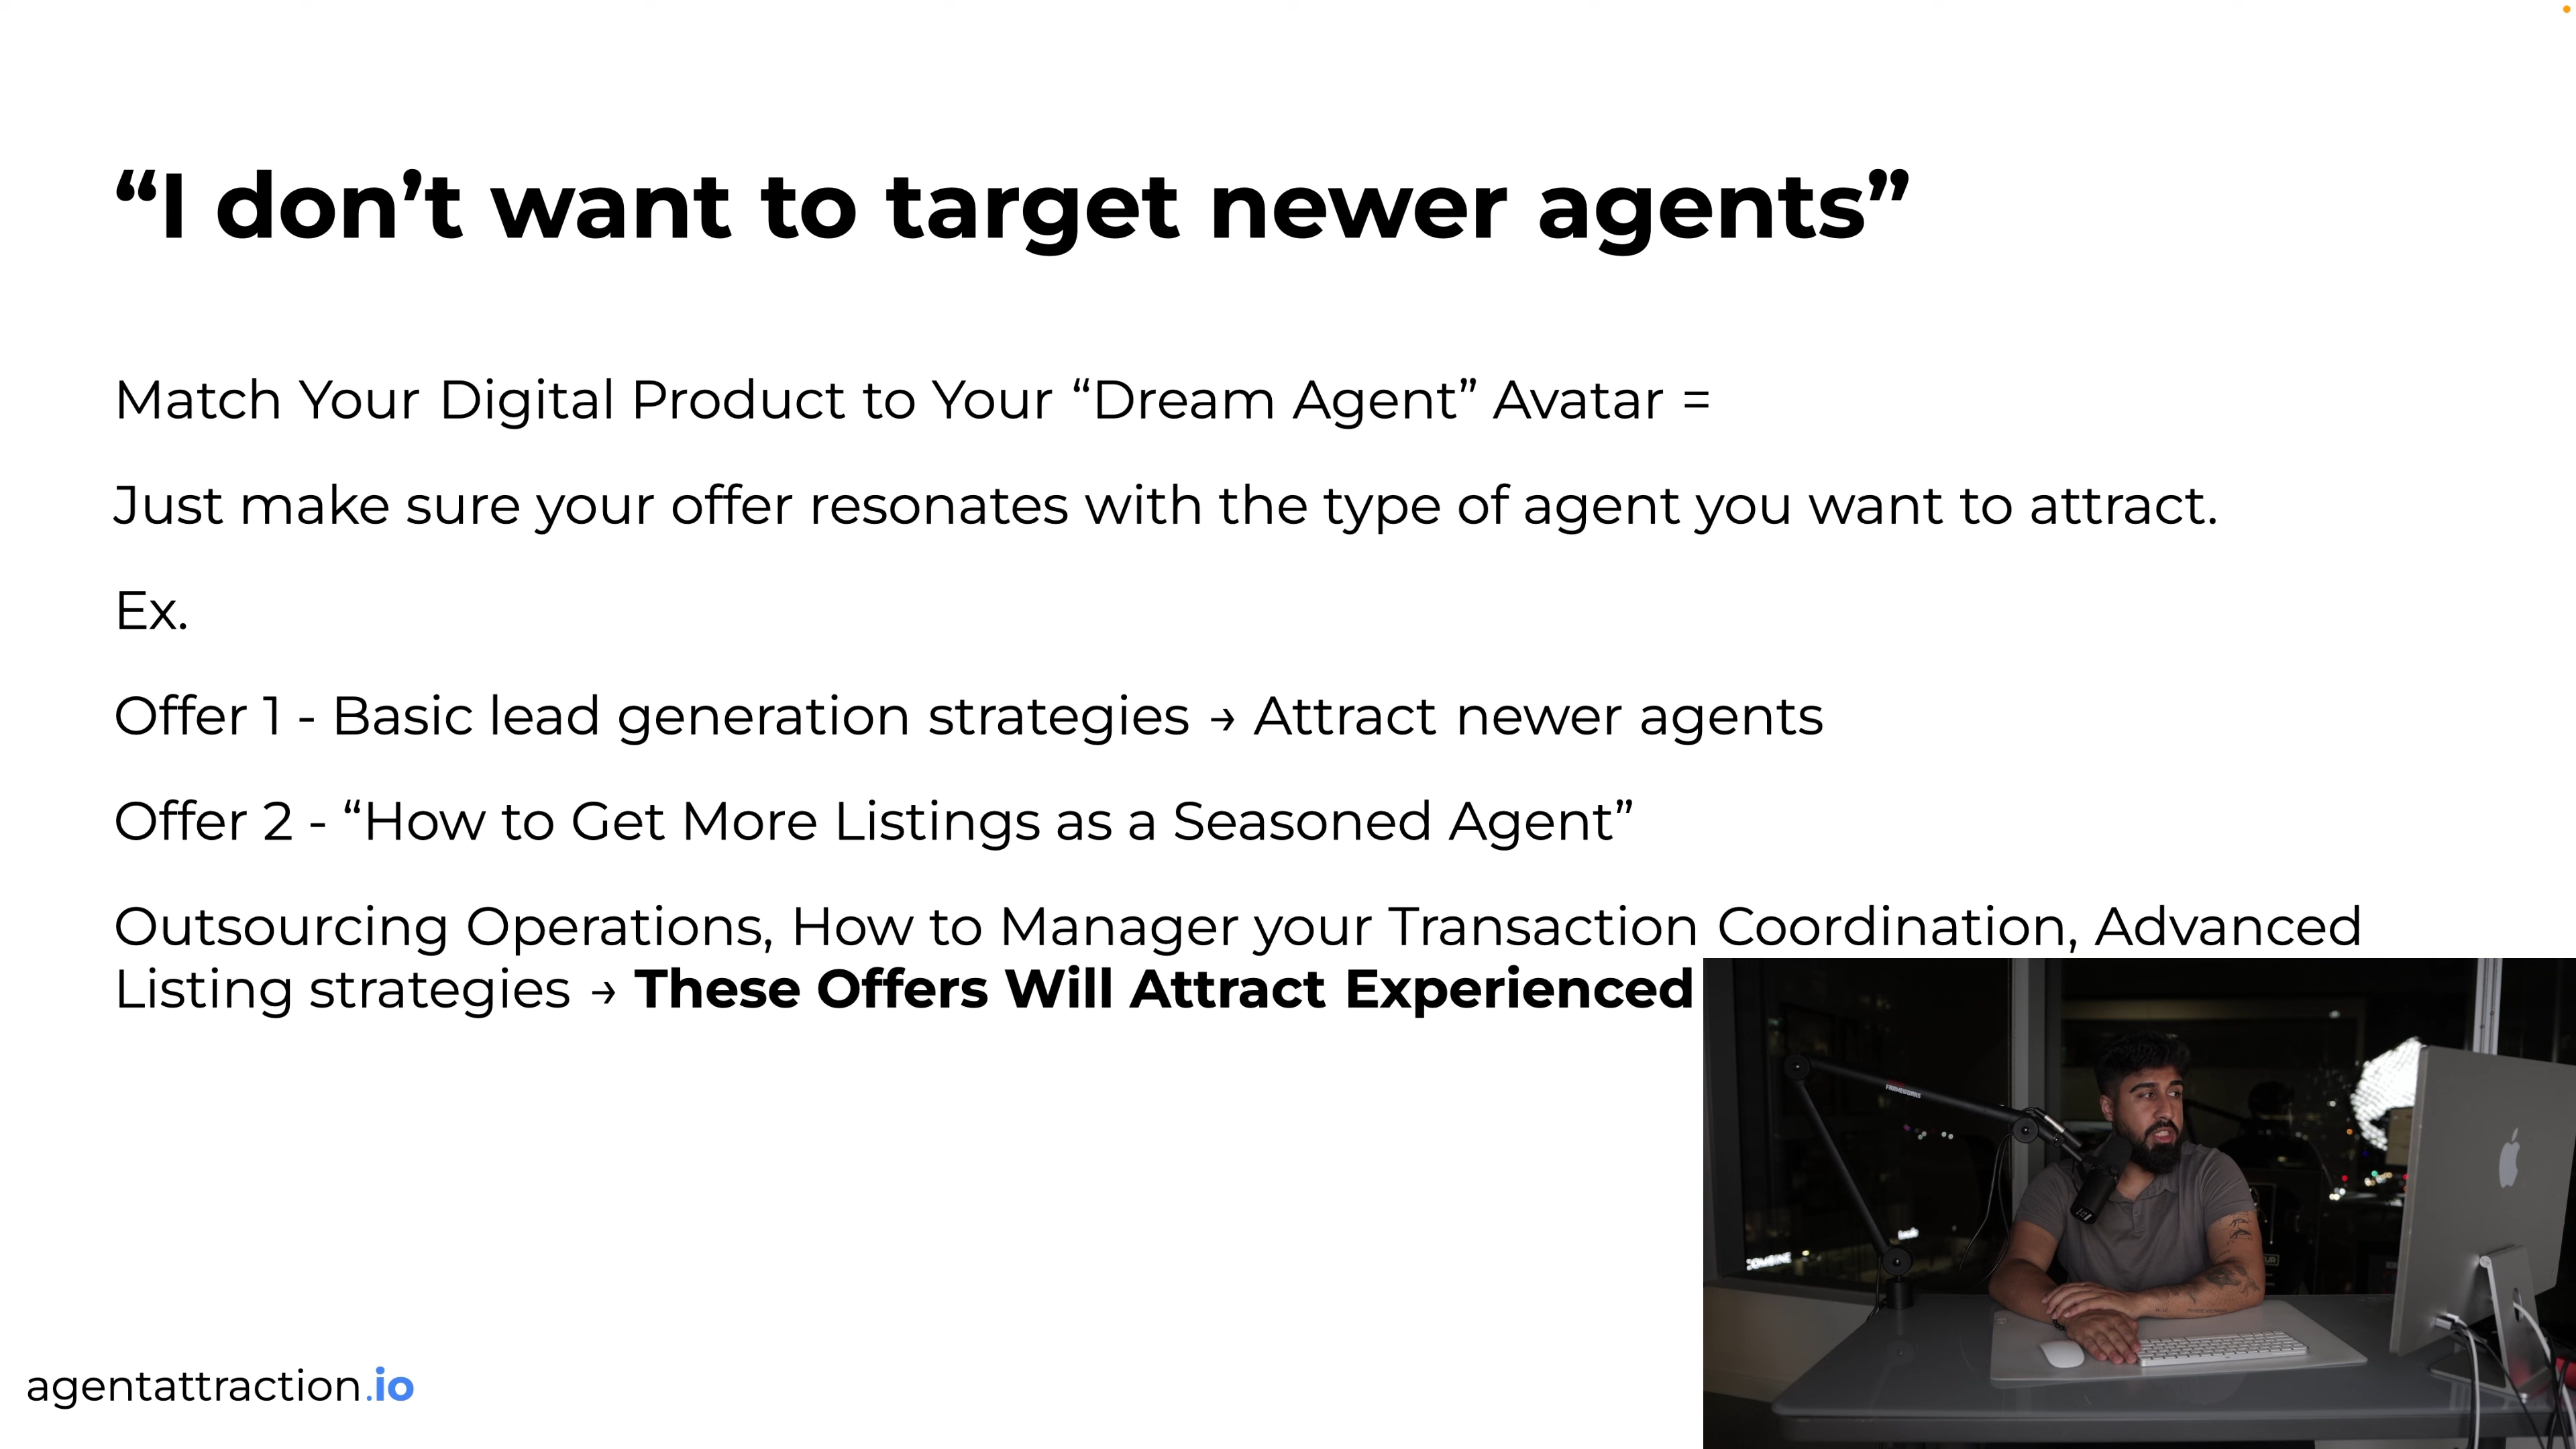 “I don’t want to target newer agents”
Match Your Digital Product to Your “Dream Agent” Avatar =
Just make sure your offer resonates with the type of agent you want to attract.
Ex.
Offer 1 - Basic lead generation strategies → Attract newer agents
Offer 2 - “How to Get More Listings as a Seasoned Agent”
Outsourcing Operations, How to Manager your Transaction Coordination, Advanced
Listing strategies → These Offers Will Attract Experienced
agentattraction.io